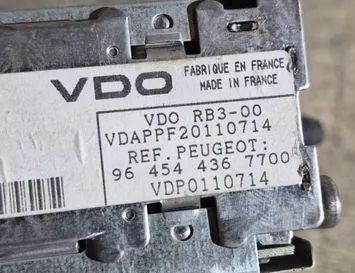 VDO
FABRIQUE EN FRANCE
MADE IN FRANCE
VDO RB3-00
VDAPPF20110714
REF. PEUGEOT:
96 454 436 7700
VDP0110714